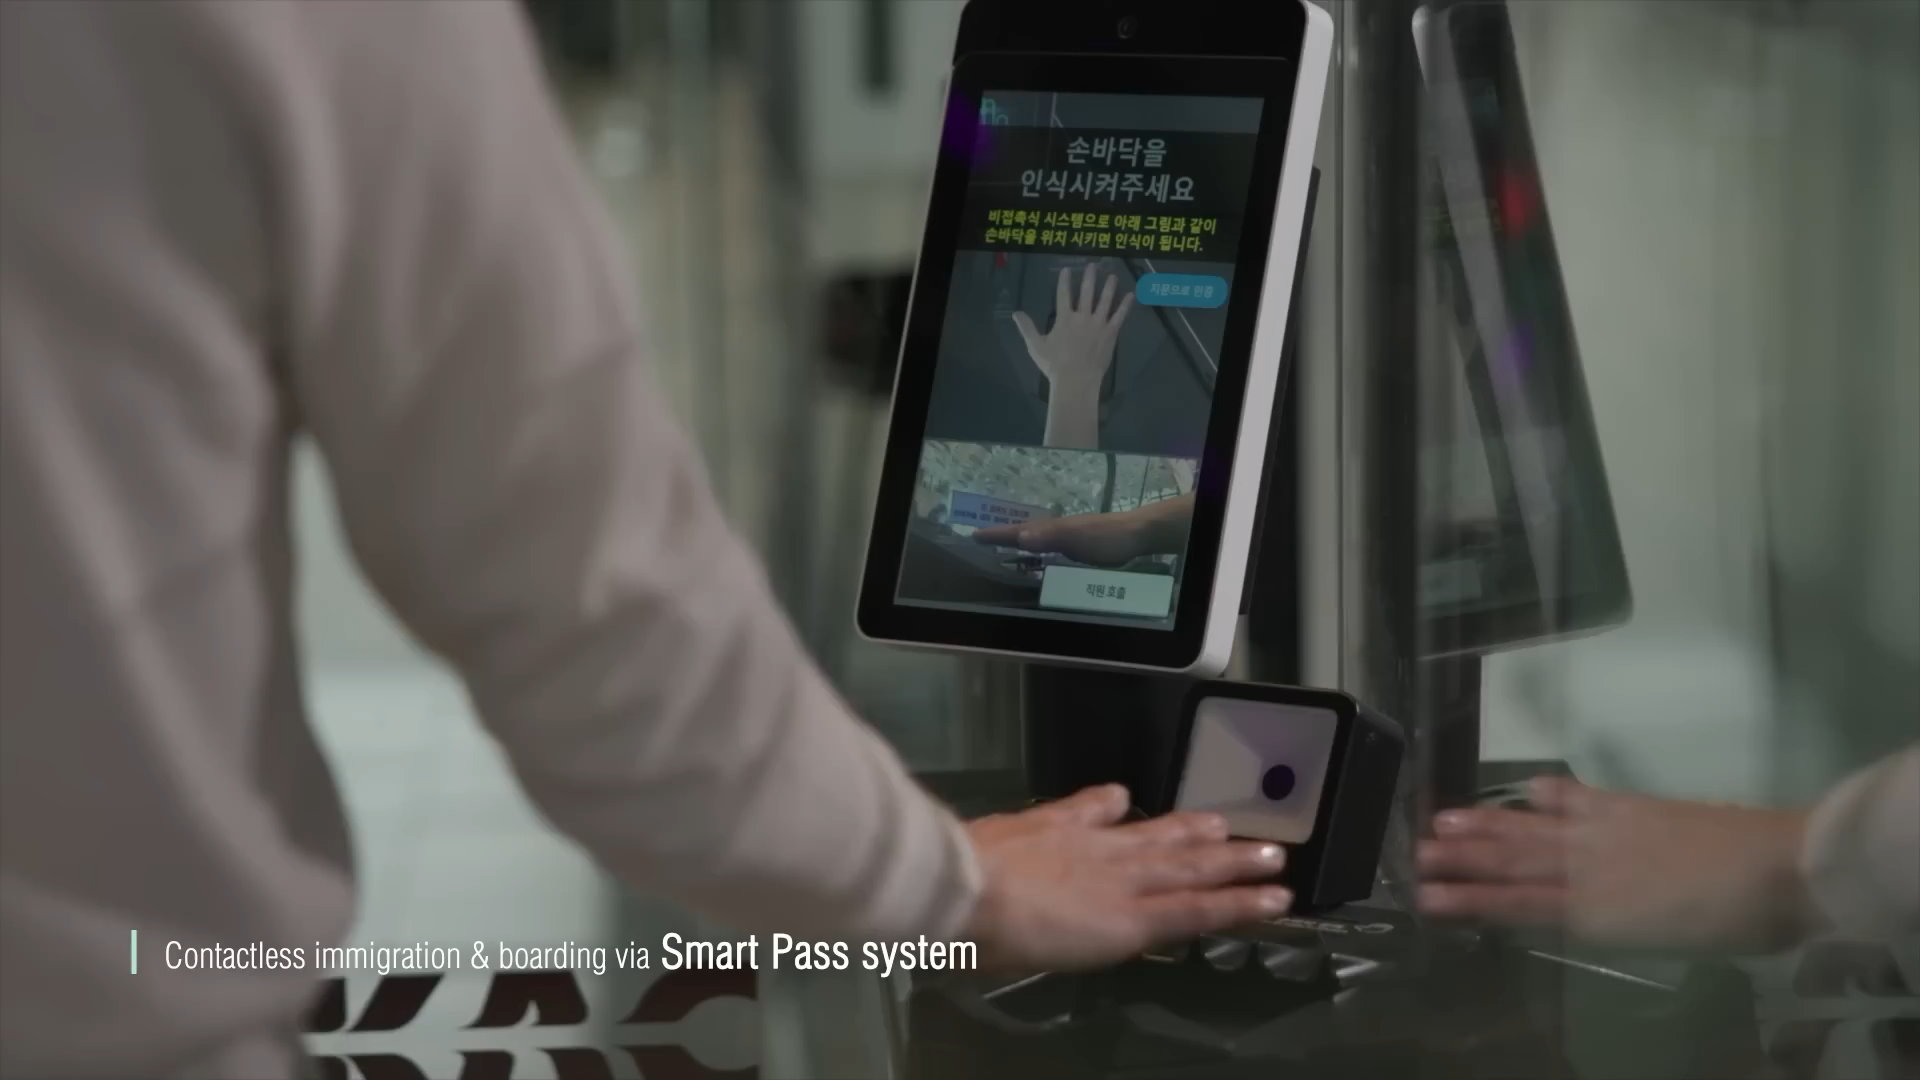 손바닥을
인식시켜주세요
비접촉식 시스템으로 아래 그림과 같이
손바닥을 위치 시키면 인식이 됩니다.
지문으로 인증
직원 호출
Contactless immigration & boarding via Smart Pass system
KAC